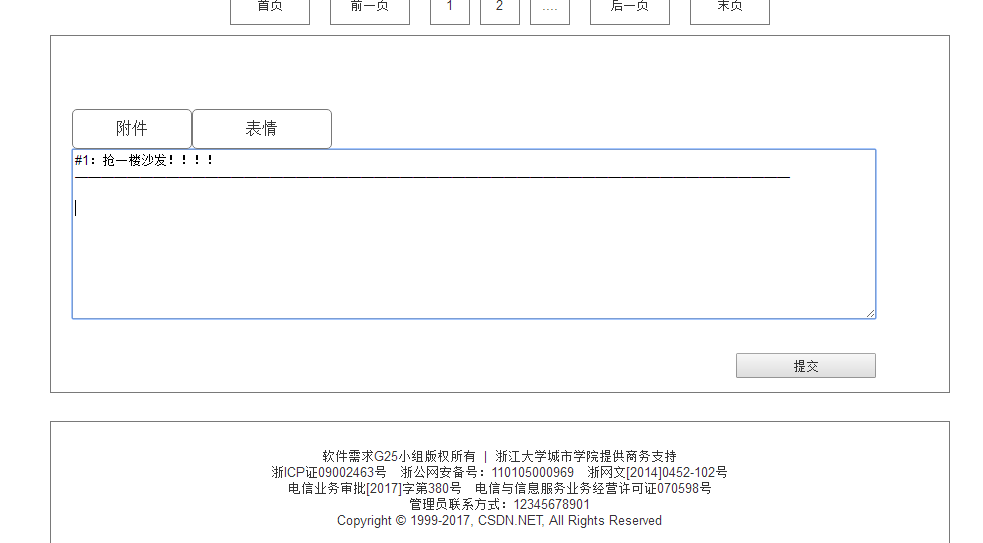 首页 前一页 1 2 .... 后一页 末页
附件 表情
#1：抢一楼沙发！！！！
提交
软件需求G25小组版权所有 | 浙江大学城市学院提供商务支持
浙ICP证09002463号 浙公网安备号：110105000969 浙网文[2014]0452-102号
电信业务审批[2017]字第380号 电信与信息服务业务经营许可证070598号
管理员联系方式：12345678901
Copyright © 1999-2017, CSDN.NET, All Rights Reserved